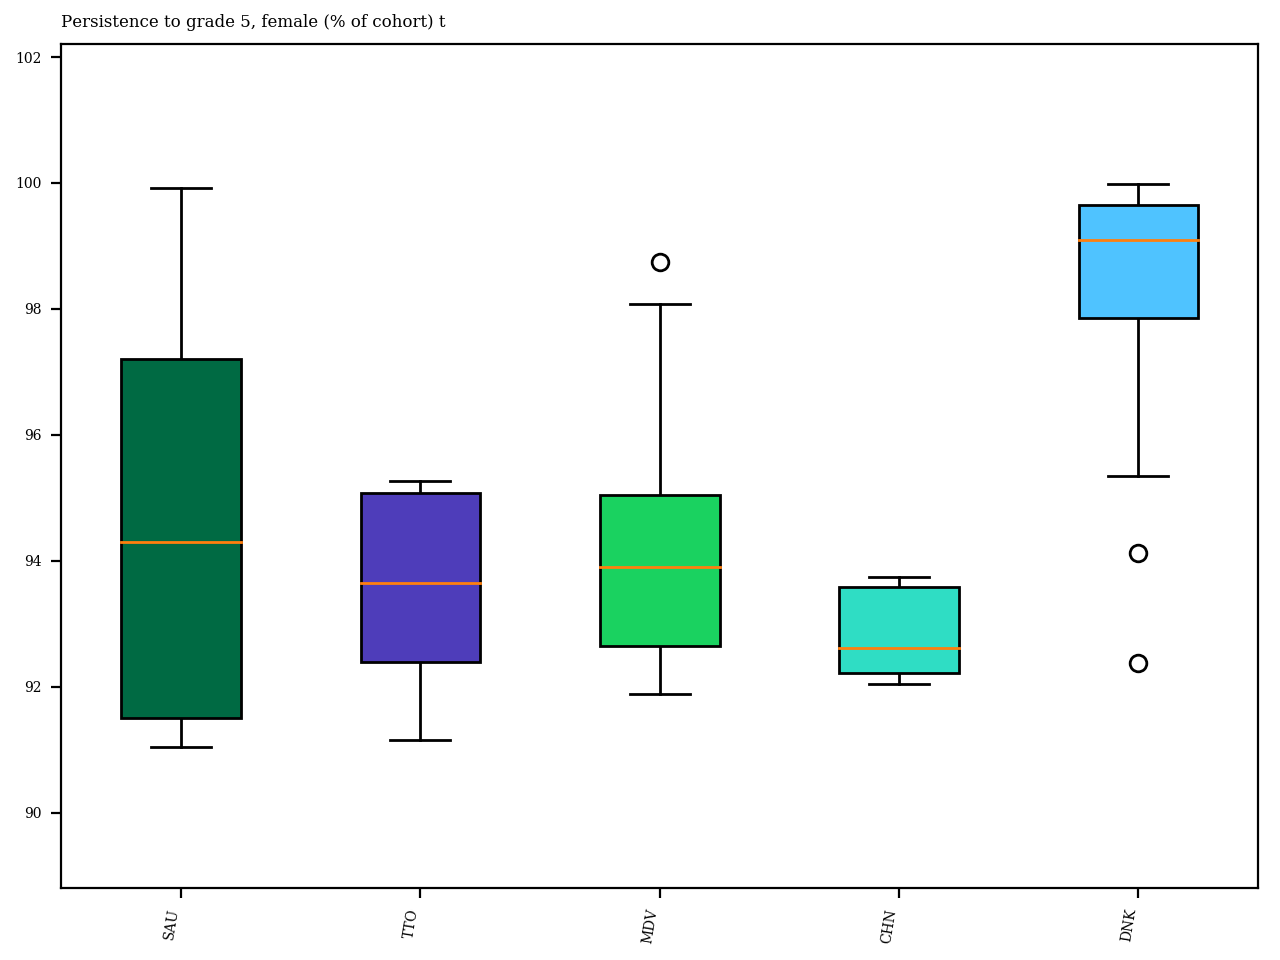 Persistence to grade 5, female (% of cohort) t
102
100
98
96
94
92
90
SAU
TTO
MDV
CHN
DNK